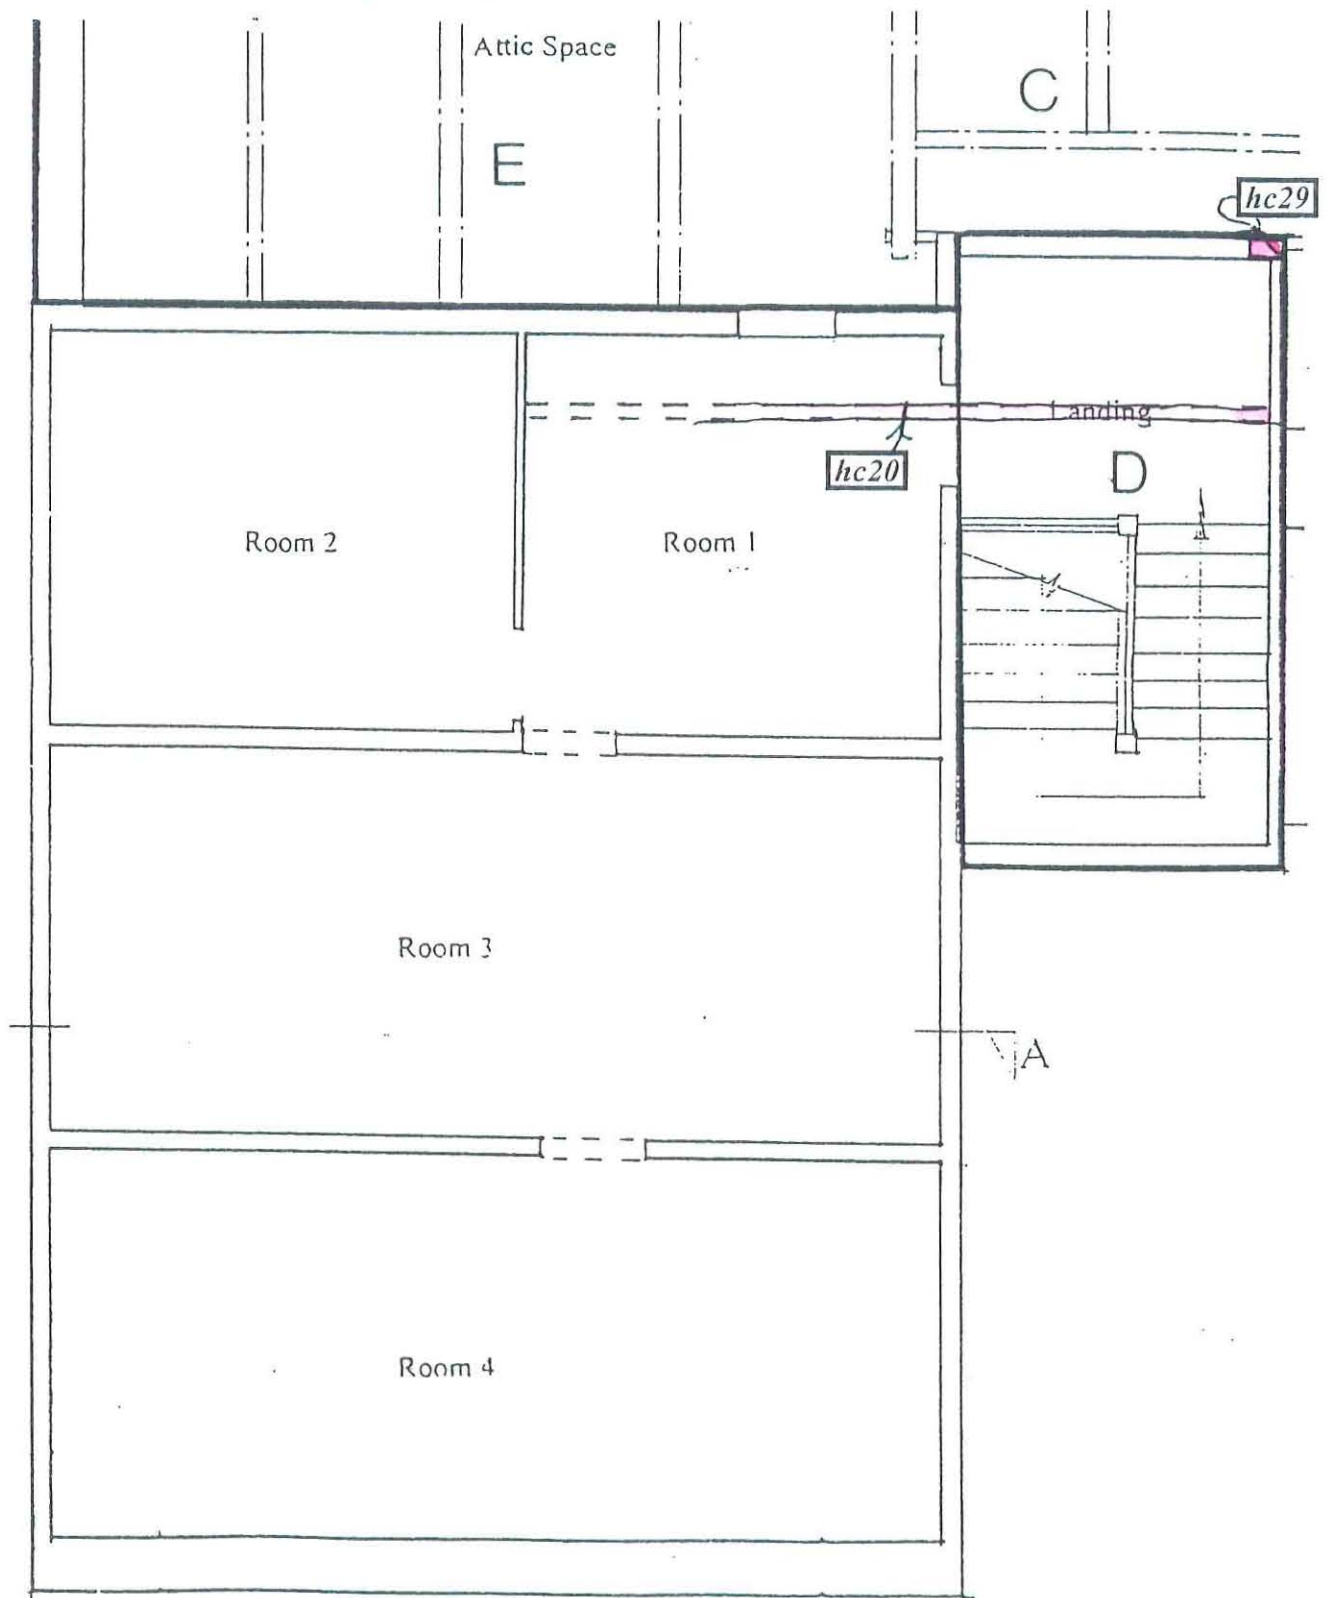 Attic Space
C
E
hc29
Landing
hc20
D
Room 2
Room 1
Room 3
A
Room 4